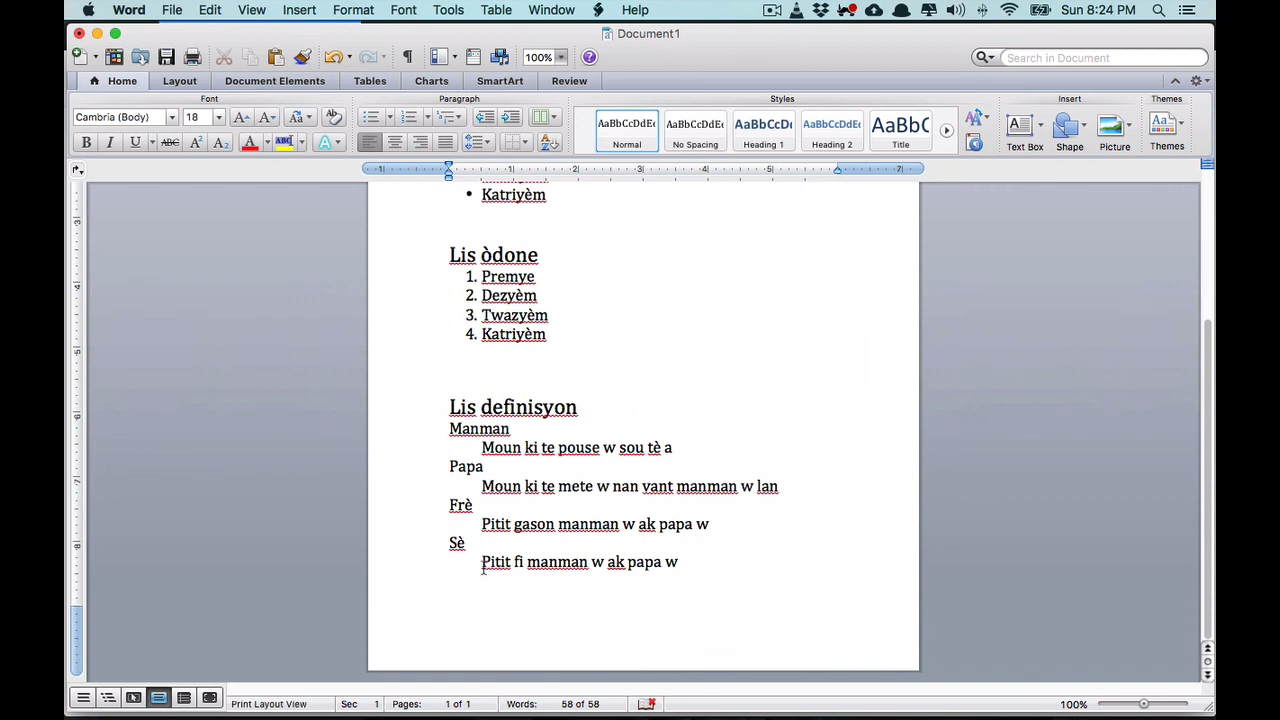 Word File Edit View Insert Format Font Tools Table Window Help Sun 8:24 PM
Document1
100% Search in Document
Home Layout Document Elements Tables Charts SmartArt Review
Font Paragraph Styles Insert Themes
Cambria (Body) 18
AaBbCcDdEe AaBbCcDdEe AaBbCcDc AaBbCcDdEe AaBbC
Normal No Spacing Heading 1 Heading 2 Title Text Box Shape Picture Themes
• Katriyèm
Lis òdone
1. Premye
2. Dezyèm
3. Twazyèm
4. Katriyèm
Lis definisyon
Manman
Moun ki te pouse w sou tè a
Papa
Moun ki te mete w nan vant manman w lan
Frè
Pitit gason manman w ak papa w
Sè
Pitit fi manman w ak papa w
Print Layout View Sec 1 Pages: 1 of 1 Words: 58 of 58 100%